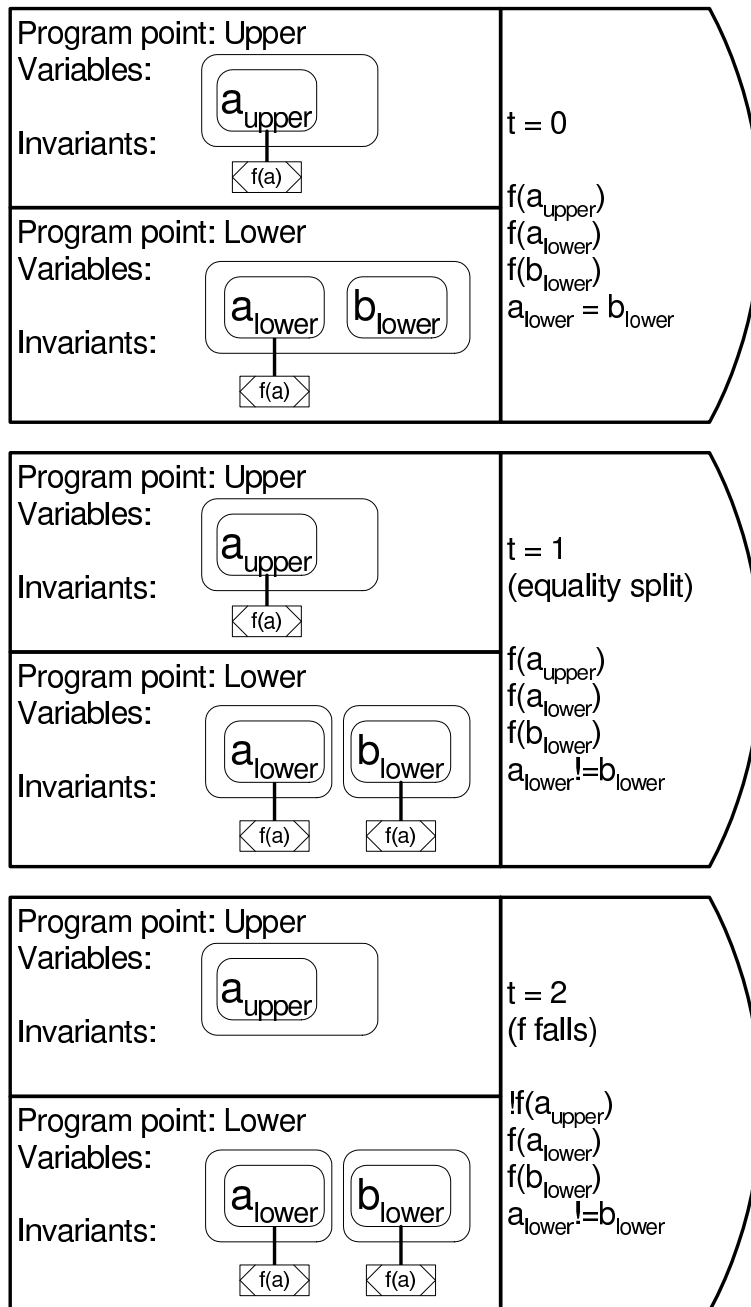 Program point: Upper
Variables:
a_upper
Invariants:
f(a)
Program point: Lower
Variables:
a_lower b_lower
Invariants:
f(a)
t = 0
f(a_upper)
f(a_lower)
f(b_lower)
a_lower = b_lower
Program point: Upper
Variables:
a_upper
Invariants:
f(a)
Program point: Lower
Variables:
a_lower b_lower
Invariants:
f(a) f(a)
t = 1
(equality split)
f(a_upper)
f(a_lower)
f(b_lower)
a_lower!=b_lower
Program point: Upper
Variables:
a_upper
Invariants:
Program point: Lower
Variables:
a_lower b_lower
Invariants:
f(a) f(a)
t = 2
(f falls)
!f(a_upper)
f(a_lower)
f(b_lower)
a_lower!=b_lower